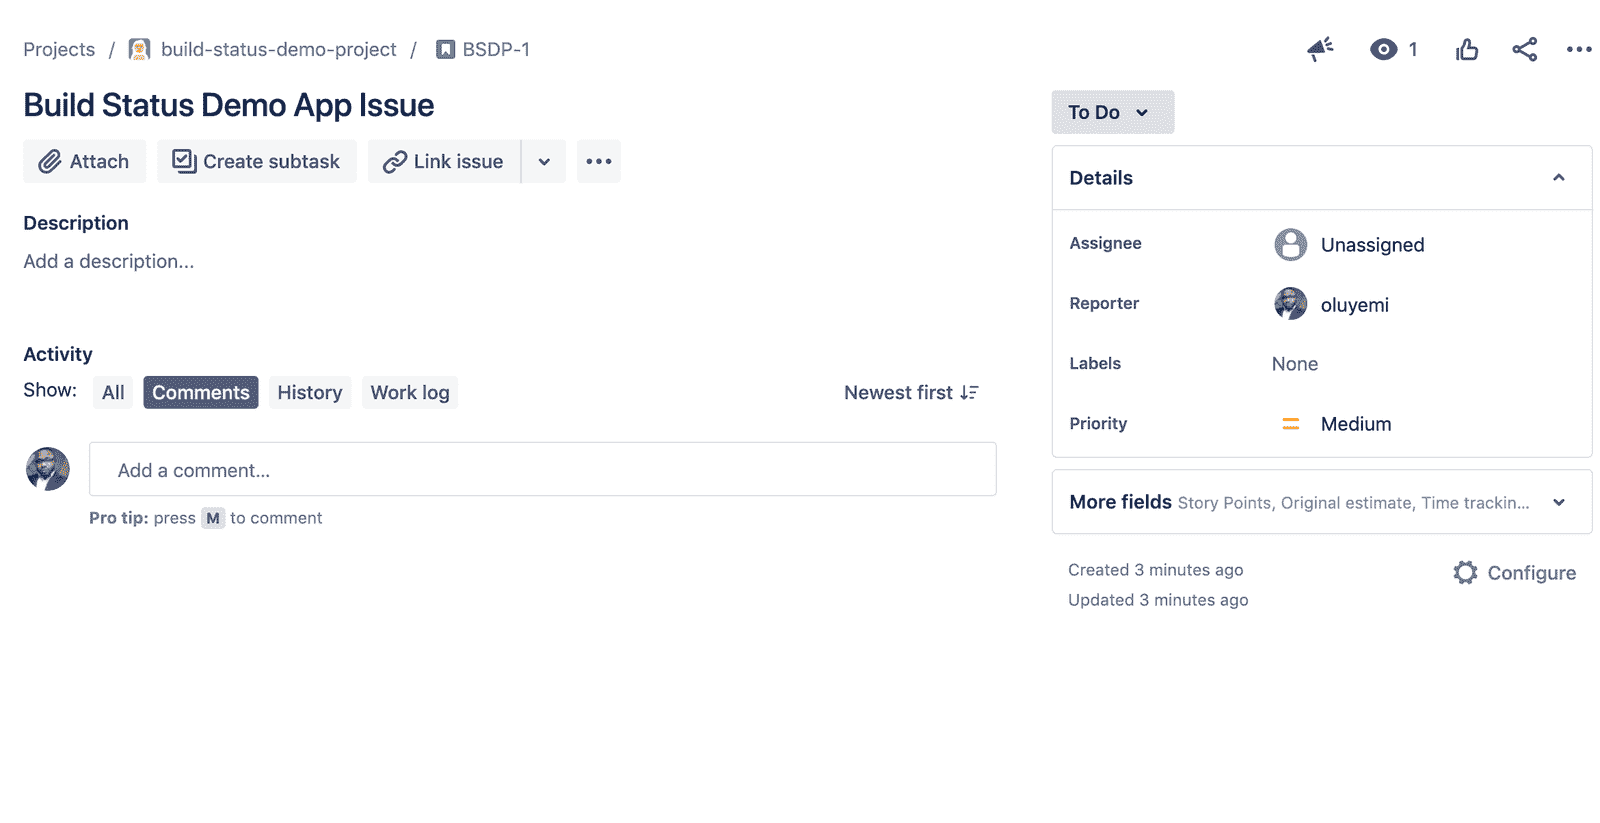 Projects / build-status-demo-project / BSDP-1
1
Build Status Demo App Issue
To Do
Attach
Create subtask
Link issue
Description
Add a description...
Activity
Show: All Comments History Work log
Newest first
Add a comment...
Pro tip: press M to comment
Details
Assignee Unassigned
Reporter oluyemi
Labels None
Priority Medium
More fields Story Points, Original estimate, Time trackin...
Created 3 minutes ago
Configure
Updated 3 minutes ago